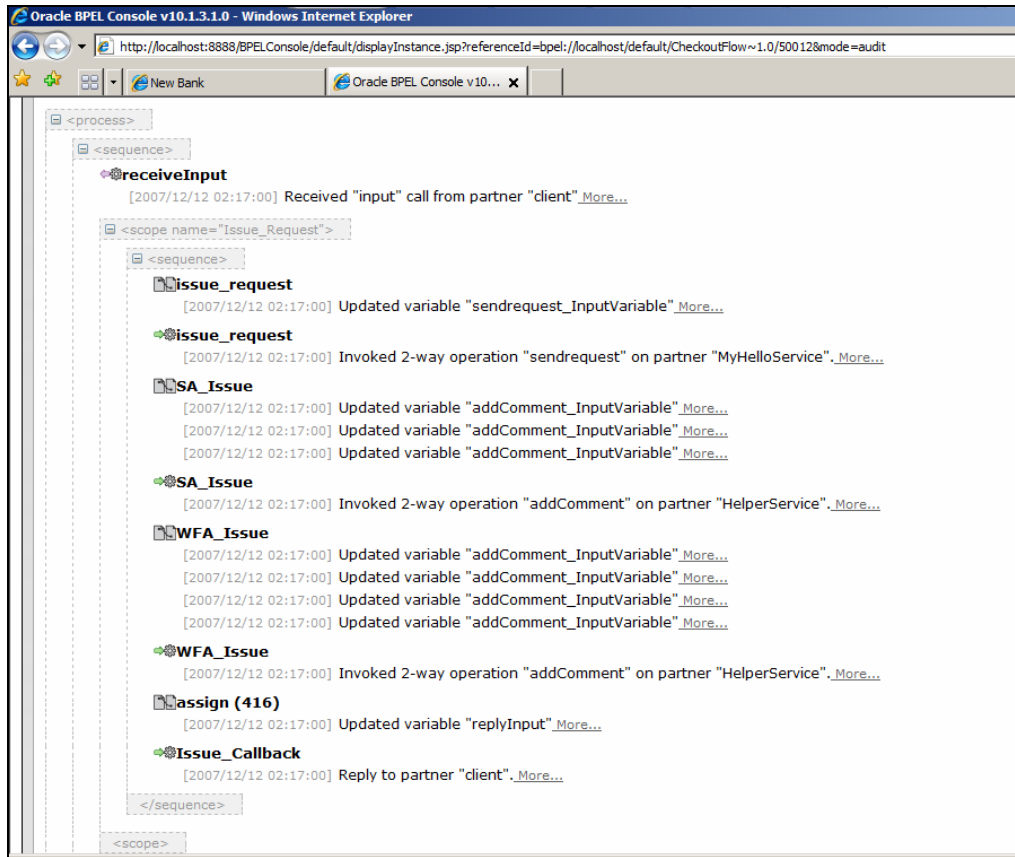 Oracle BPEL Console v10.1.3.1.0 - Windows Internet Explorer
http://localhost:8888/BPELConsole/default/displayInstance.jsp?referenceId=bpel://localhost/default/CheckoutFlow~1.0/50012&mode=audit
New Bank
Oracle BPEL Console v10...
<process>
<sequence>
receiveInput
[2007/12/12 02:17:00] Received "input" call from partner "client" More...
<scope name="Issue_Request">
<sequence>
issue_request
[2007/12/12 02:17:00] Updated variable "sendrequest_InputVariable" More...
issue_request
[2007/12/12 02:17:00] Invoked 2-way operation "sendrequest" on partner "MyHelloService". More...
SA_Issue
[2007/12/12 02:17:00] Updated variable "addComment_InputVariable" More...
[2007/12/12 02:17:00] Updated variable "addComment_InputVariable" More...
[2007/12/12 02:17:00] Updated variable "addComment_InputVariable" More...
SA_Issue
[2007/12/12 02:17:00] Invoked 2-way operation "addComment" on partner "HelperService". More...
WFA_Issue
[2007/12/12 02:17:00] Updated variable "addComment_InputVariable" More...
[2007/12/12 02:17:00] Updated variable "addComment_InputVariable" More...
[2007/12/12 02:17:00] Updated variable "addComment_InputVariable" More...
[2007/12/12 02:17:00] Updated variable "addComment_InputVariable" More...
WFA_Issue
[2007/12/12 02:17:00] Invoked 2-way operation "addComment" on partner "HelperService". More...
assign (416)
[2007/12/12 02:17:00] Updated variable "replyInput" More...
Issue_Callback
[2007/12/12 02:17:00] Reply to partner "client". More...
</sequence>
<scope>